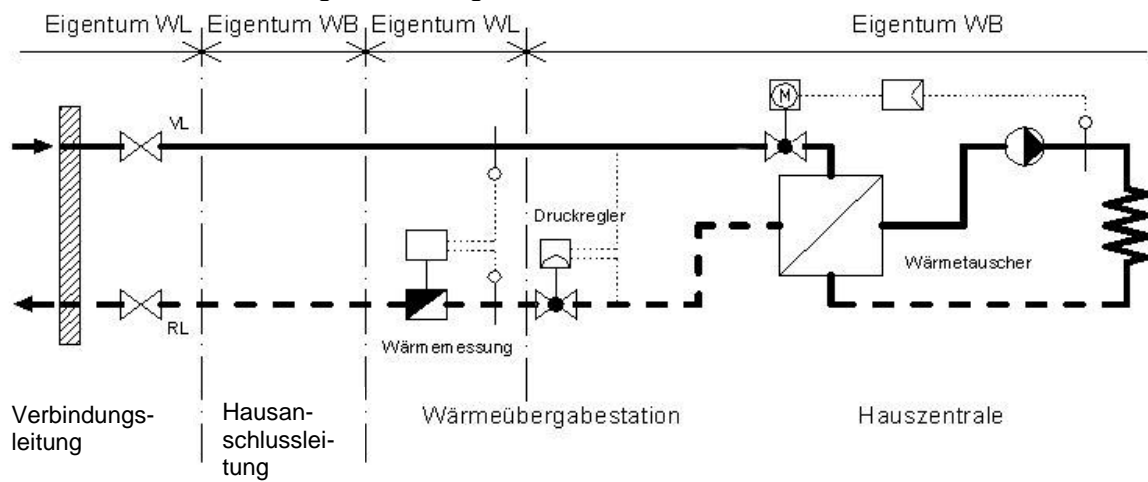 Eigentum WL
Eigentum WB
Eigentum WL
Eigentum WB
M
VL
Druckregler
Wärmetauscher
RL
Wärmemessung
Verbindungs-
leitung
Hausan-
schlusslei-
tung
Wärmeübergabestation
Hauszentrale